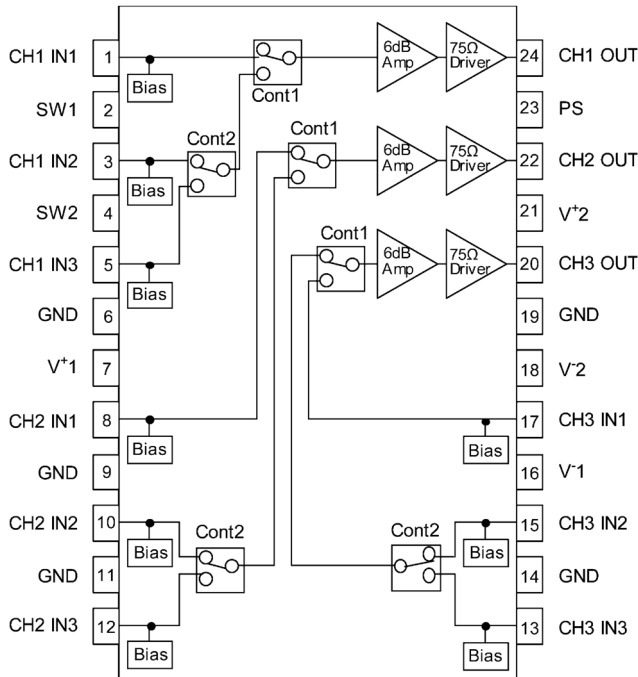 CH1 IN1 1 Bias Cont1 6dB Amp 75Ω Driver 24 CH1 OUT
SW1 2 23 PS
CH1 IN2 3 Bias Cont2 Cont1 6dB Amp 75Ω Driver 22 CH2 OUT
SW2 4 21 V+2
CH1 IN3 5 Bias Cont1 6dB Amp 75Ω Driver 20 CH3 OUT
GND 6 19 GND
V+1 7 18 V-2
CH2 IN1 8 Bias Bias 17 CH3 IN1
GND 9 16 V-1
CH2 IN2 10 Bias Cont2 Cont2 Bias 15 CH3 IN2
GND 11 14 GND
CH2 IN3 12 Bias Bias 13 CH3 IN3